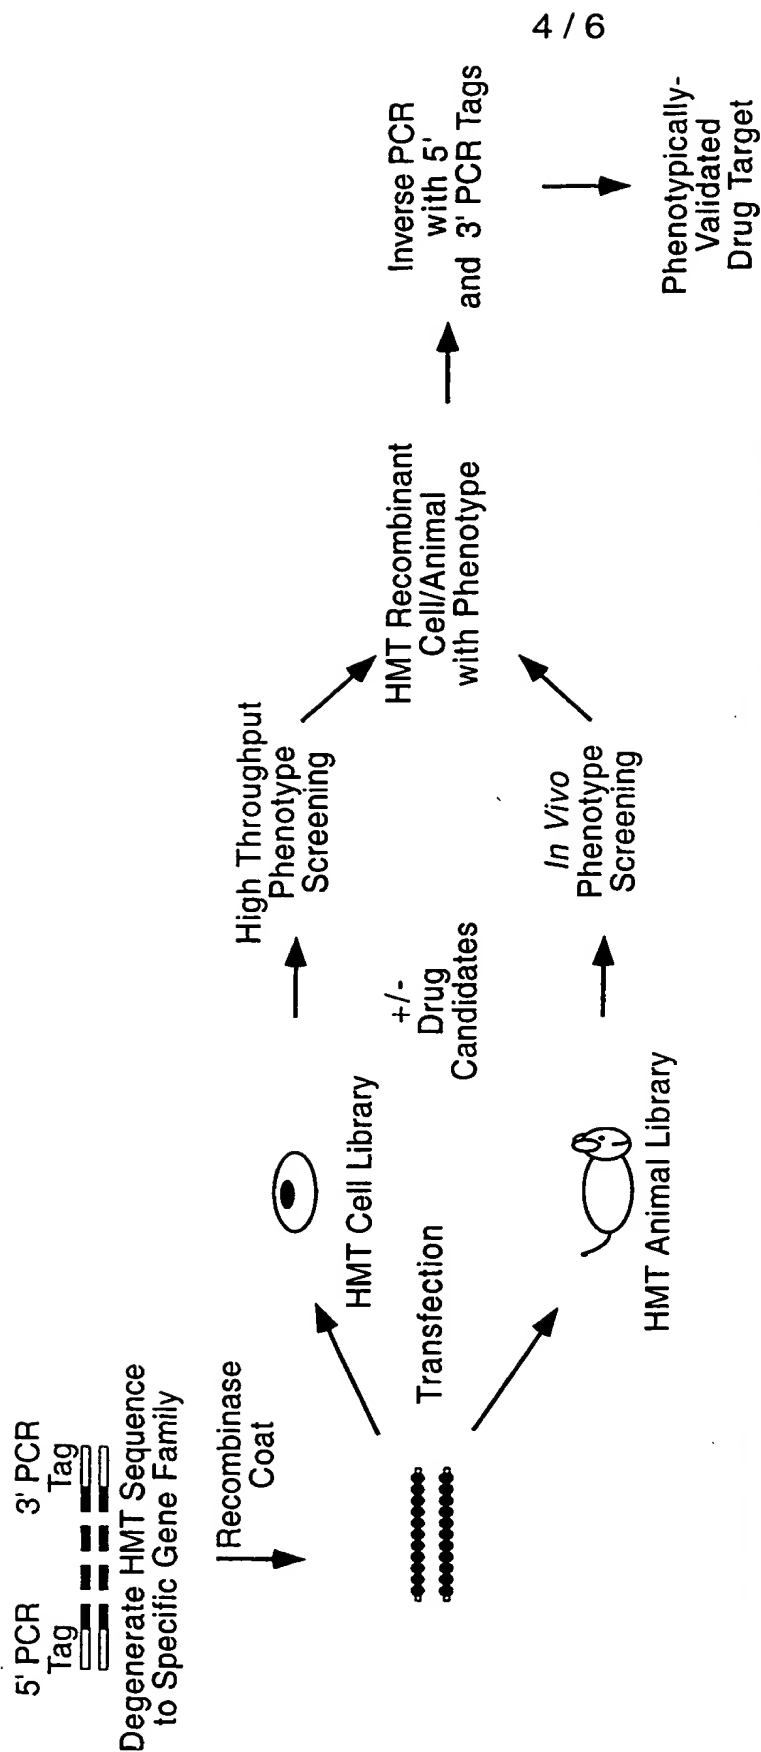 4 / 6
5' PCR
Tag
3' PCR
Tag
Degenerate HMT Sequence
to Specific Gene Family
Recombinase
Coat
Transfection
HMT Cell Library
HMT Animal Library
+/-
Drug
Candidates
High Throughput
Phenotype
Screening
In Vivo
Phenotype
Screening
HMT Recombinant
Cell/Animal
with Phenotype
Inverse PCR
with 5'
and 3' PCR Tags
Phenotypically-
Validated
Drug Target